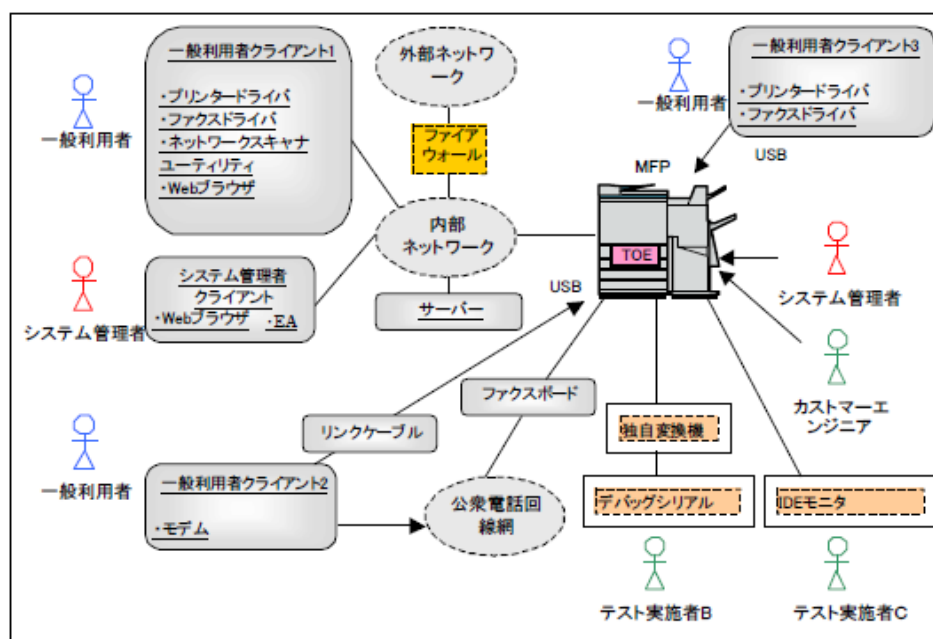 一般利用者クライアント1
・プリンタードライバ
・ファクスドライバ
・ネットワークスキャナ
ユーティリティ
・Webブラウザ
一般利用者
外部ネットワ
ーク
ファイア
ウォール
内部
ネットワーク
サーバー
一般利用者クライアント3
・プリンタードライバ
・ファクスドライバ
一般利用者
USB
MFP
TOE
システム管理者
クライアント
・Webブラウザ ・EA
システム管理者
USB
システム管理者
カストマーエ
ンジニア
ファクスボード
リンクケーブル
独自変換機
デバッグシリアル
IDEモニタ
一般利用者クライアント2
・モデム
一般利用者
公衆電話回
線網
テスト実施者B
テスト実施者C